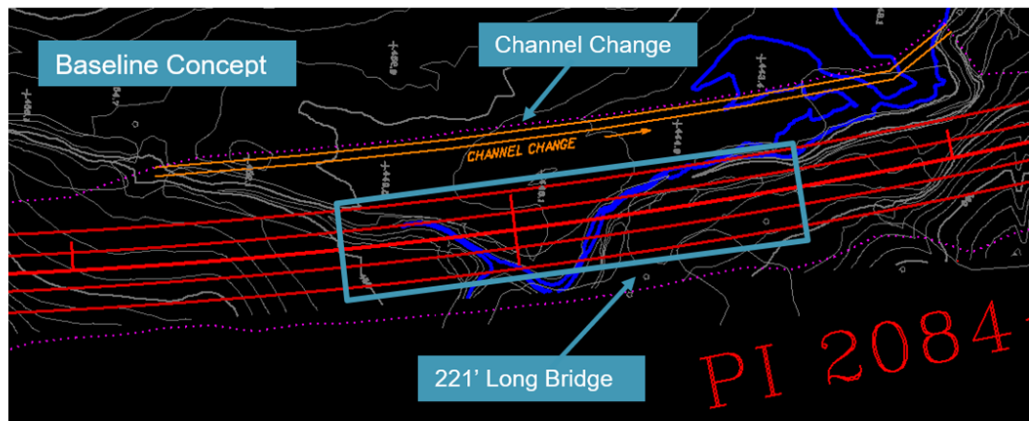 Baseline Concept
Channel Change
CHANNEL CHANGE
221’ Long Bridge
PI 2084